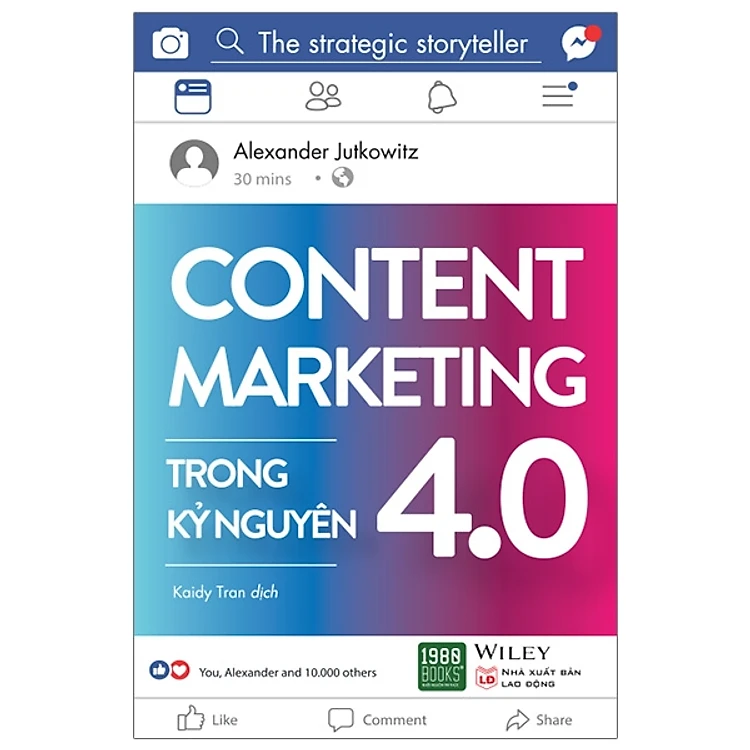 The strategic storyteller
Alexander Jutkowitz
30 mins
CONTENT
MARKETING
TRONG
KỶ NGUYÊN
4.0
Kaidy Tran dịch
You, Alexander and 10.000 others
1980
BOOKS
WILEY
LĐ
NHÀ XUẤT BẢN
LAO ĐỘNG
Like
Comment
Share